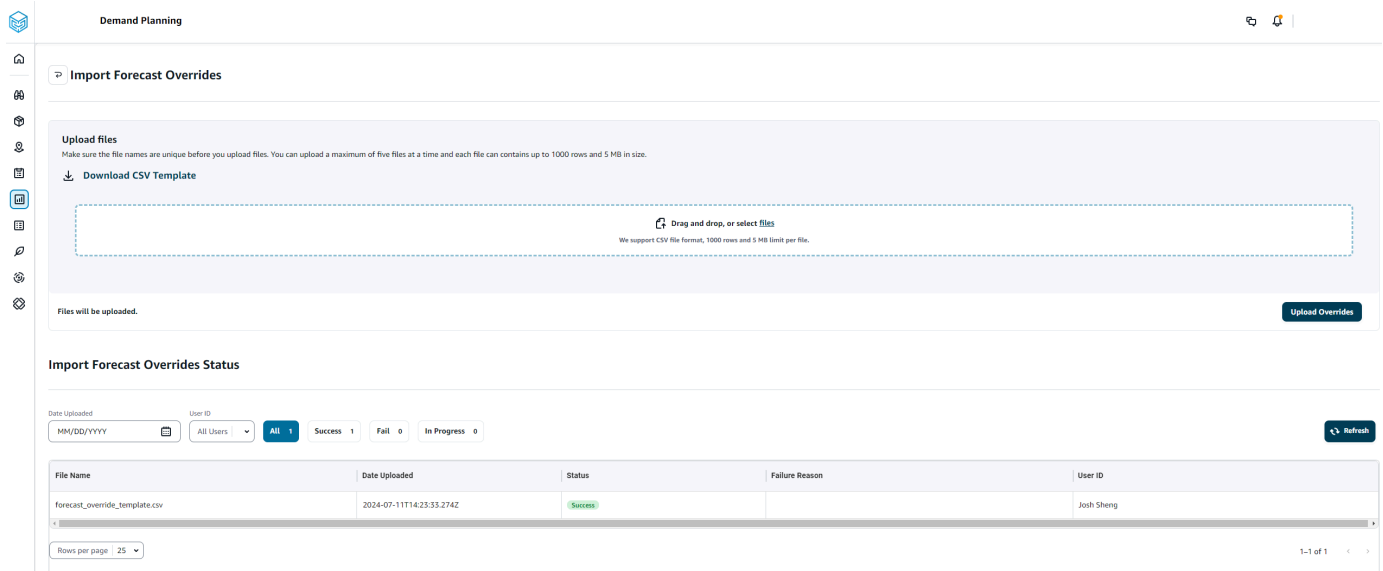 Demand Planning
Import Forecast Overrides
Upload files
Make sure the file names are unique before you upload files. You can upload a maximum of five files at a time and each file can contains up to 1000 rows and 5 MB in size.
Download CSV Template
Drag and drop, or select files
We support CSV file format, 1000 rows and 5 MB limit per file.
Files will be uploaded. Upload Overrides
Import Forecast Overrides Status
Date Uploaded User ID
MM/DD/YYYY All Users All 1 Success 1 Fail 0 In Progress 0 Refresh
File Name Date Uploaded Status Failure Reason User ID
forecast_override_template.csv 2024-07-11T14:23:33.274Z Success Josh Sheng
Rows per page 25 1–1 of 1